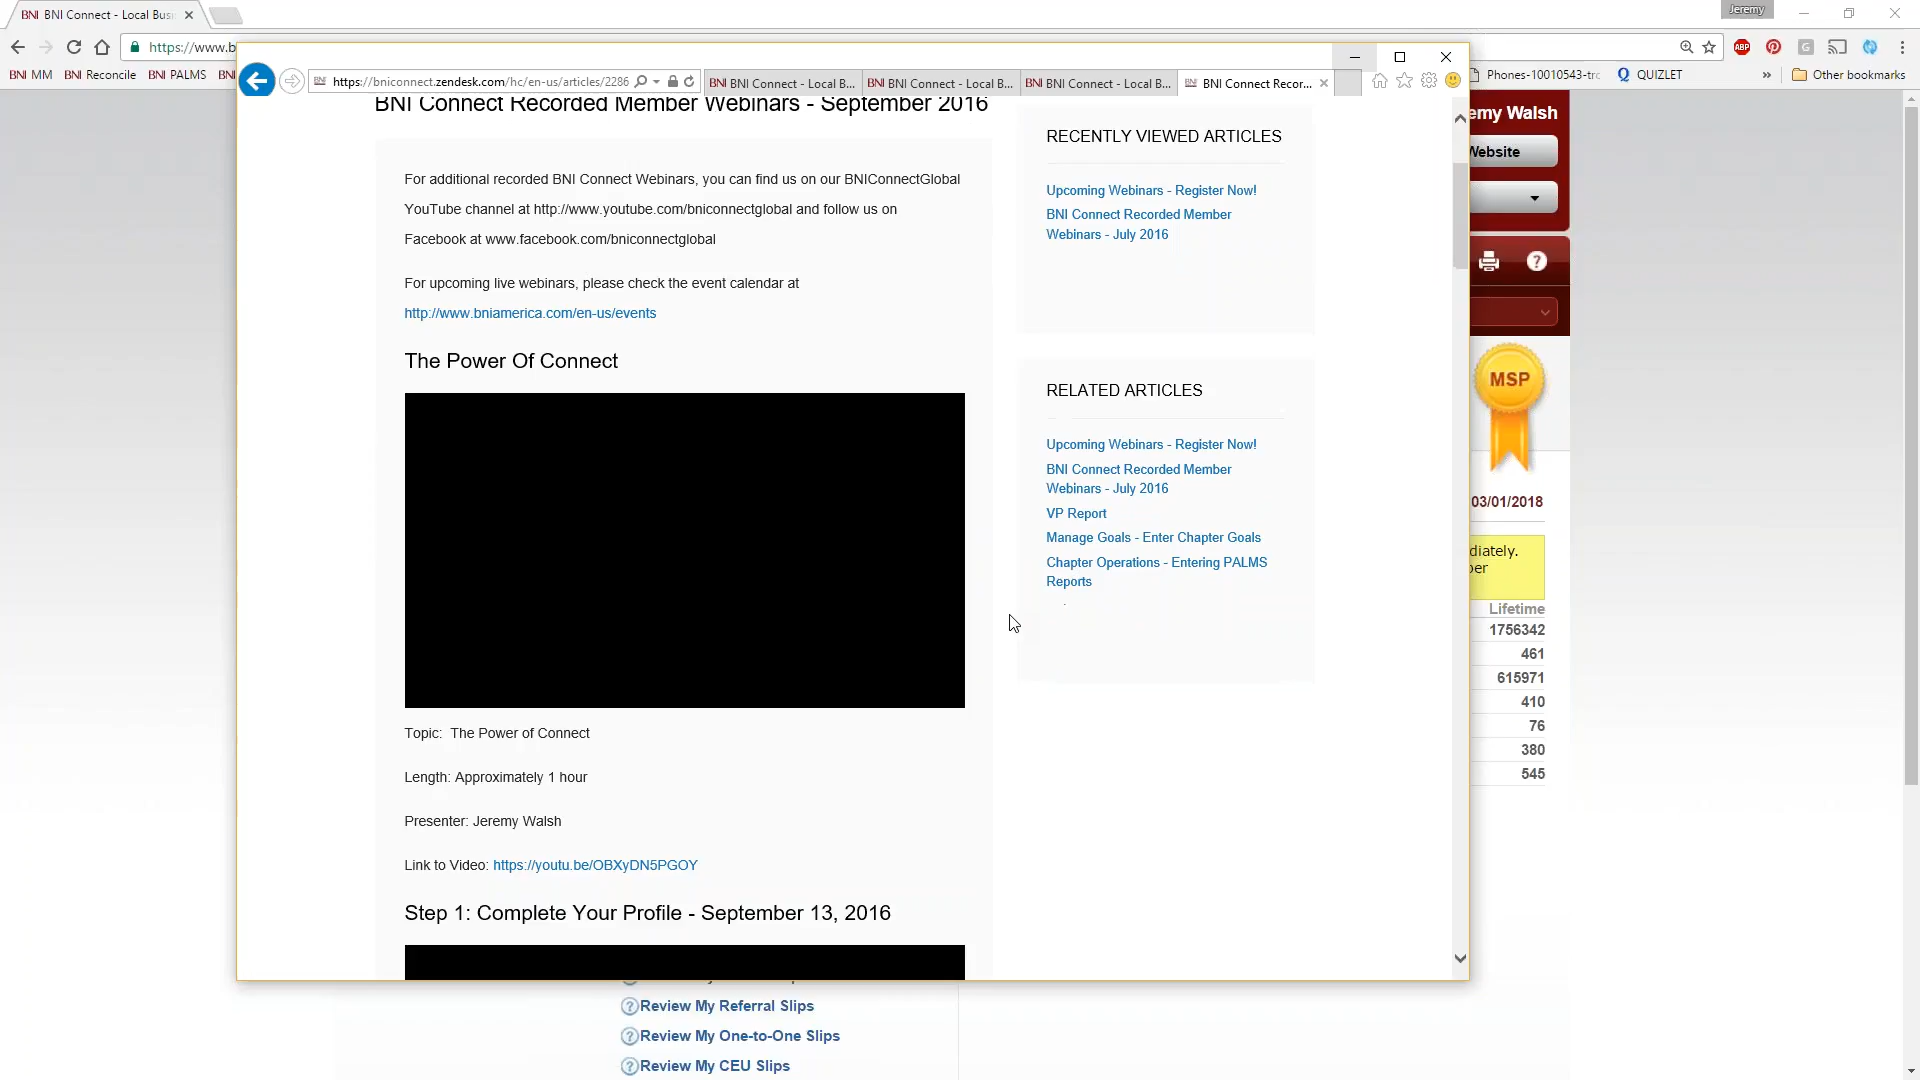 BNI BNI Connect - Local Busi
Jeremy
https://www.b
BNI MM BNI Reconcile BNI PALMS BNI
Phones-10010543-trc QUIZLET » Other bookmarks
https://bniconnect.zendesk.com/hc/en-us/articles/2286
BNI BNI Connect - Local B...
BNI BNI Connect - Local B...
BNI BNI Connect - Local B...
BNI Connect Recor...
BNI Connect Recorded Member Webinars - September 2016
For additional recorded BNI Connect Webinars, you can find us on our BNIConnectGlobal
YouTube channel at http://www.youtube.com/bniconnectglobal and follow us on
Facebook at www.facebook.com/bniconnectglobal
For upcoming live webinars, please check the event calendar at
http://www.bniamerica.com/en-us/events
The Power Of Connect
Topic: The Power of Connect
Length: Approximately 1 hour
Presenter: Jeremy Walsh
Link to Video: https://youtu.be/OBXyDN5PGOY
Step 1: Complete Your Profile - September 13, 2016
RECENTLY VIEWED ARTICLES
Upcoming Webinars - Register Now!
BNI Connect Recorded Member
Webinars - July 2016
RELATED ARTICLES
Upcoming Webinars - Register Now!
BNI Connect Recorded Member
Webinars - July 2016
VP Report
Manage Goals - Enter Chapter Goals
Chapter Operations - Entering PALMS
Reports
emy Walsh
Website
MSP
03/01/2018
diately.
Lifetime
1756342
461
615971
410
76
380
545
Review My Referral Slips
Review My One-to-One Slips
Review My CEU Slips